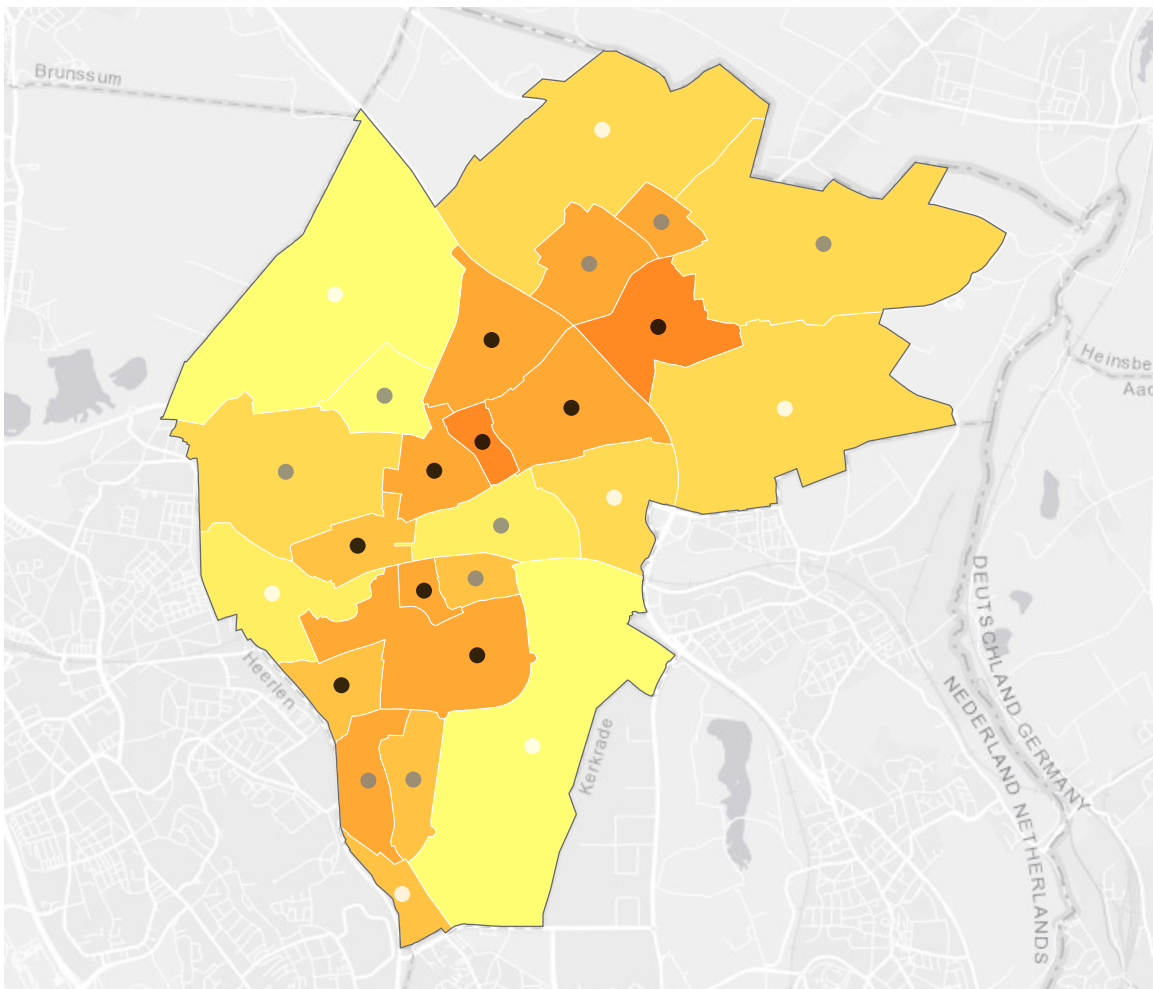 Brunssum
Heinsbe
Aac
Heerlen
Kerkrade
DEUTSCHLAND GERMANY
NEDERLAND NETHERLANDS